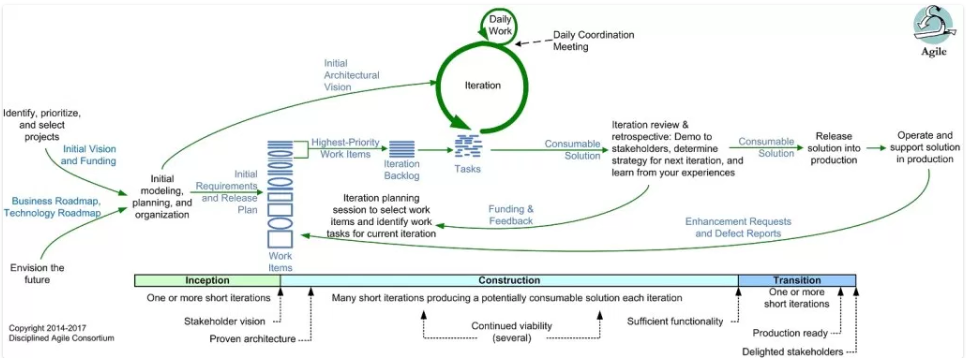 Daily
Work
Daily Coordination
Meeting
Agile
Initial
Architectural
Vision
Iteration
Identify, prioritize,
and select
projects
Initial Vision
and Funding
Business Roadmap,
Technology Roadmap
Envision the
future
Initial
modeling,
planning, and
organization
Initial
Requirements
and Release
Plan
Highest-Priority
Work Items
Iteration
Backlog
Tasks
Work
Items
Consumable
Solution
Iteration review &
retrospective: Demo to
stakeholders, determine
strategy for next iteration, and
learn from your experiences
Consumable
Solution
Release
solution into
production
Operate and
support solution
in production
Iteration planning
session to select work
items and identify work
tasks for current iteration
Funding &
Feedback
Enhancement Requests
and Defect Reports
Inception
Construction
Transition
One or more short iterations
Many short iterations producing a potentially consumable solution each iteration
One or more
short iterations
Stakeholder vision
Proven architecture
Continued viability
(several)
Sufficient functionality
Production ready
Delighted stakeholders
Copyright 2014-2017
Disciplined Agile Consortium